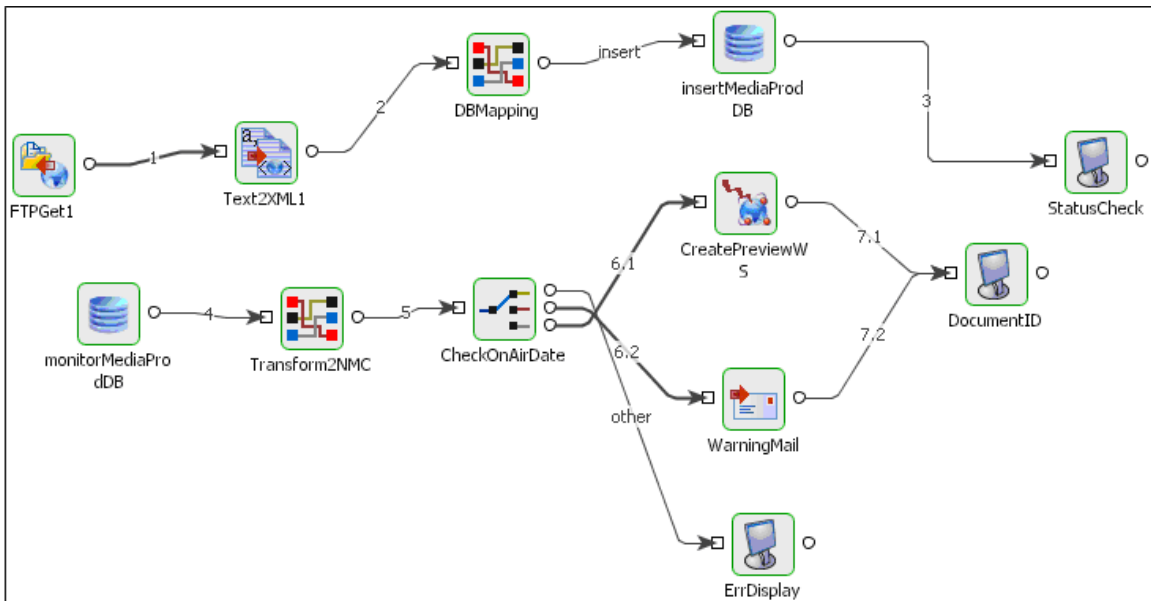 insert
DBMapping
insertMediaProd
DB
2
3
1
a,
FTPGet1
Text2XML1
StatusCheck
CreatePreviewW
S
6.1
7.1
4
5
monitorMediaPro
dDB
Transform2NMC
CheckOnAirDate
DocumentID
6.2
7.2
other
WarningMail
ErrDisplay